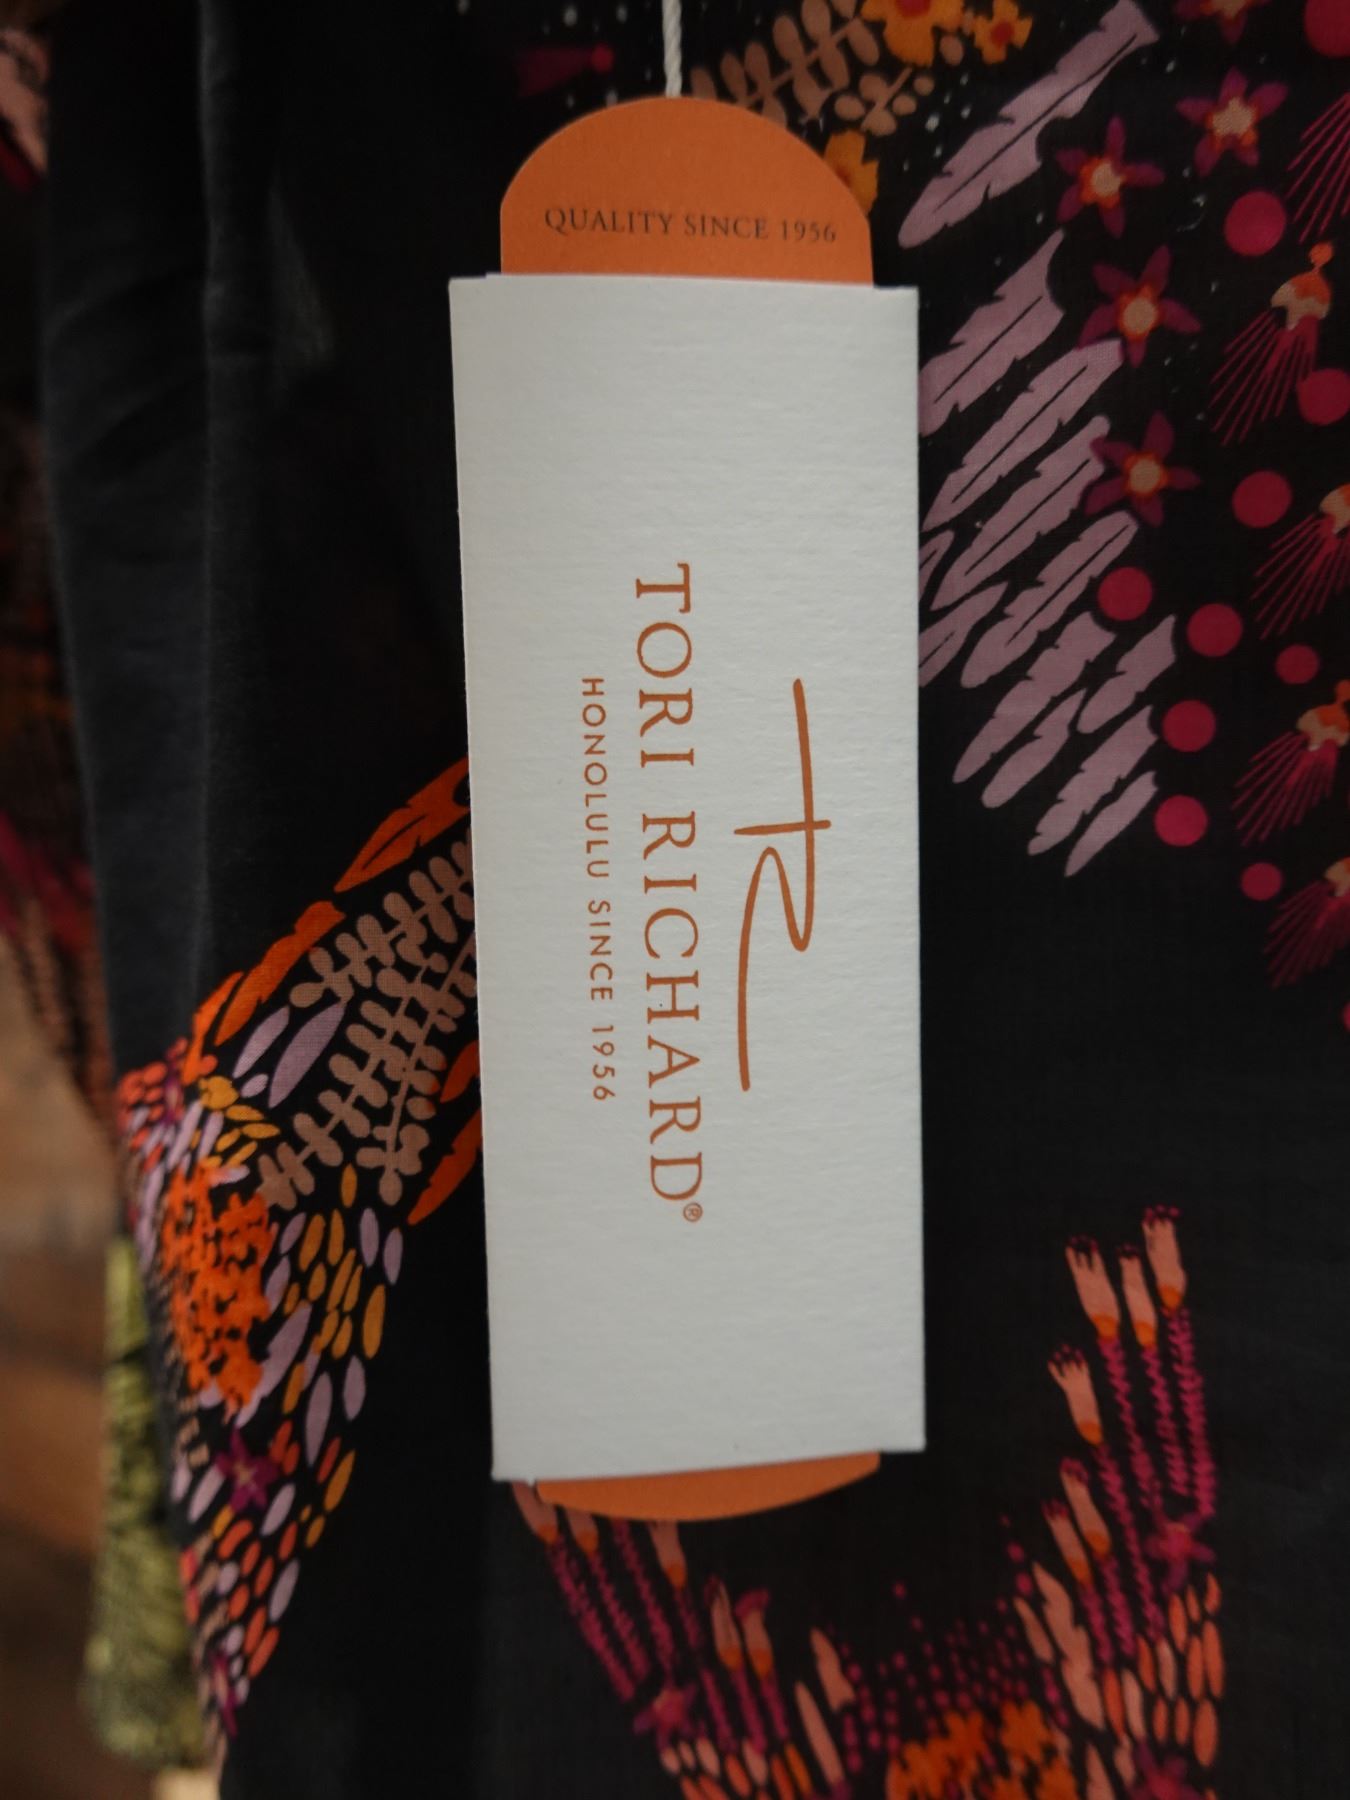 QUALITY SINCE 1956
TR
TORI RICHARD®
HONOLULU SINCE 1956